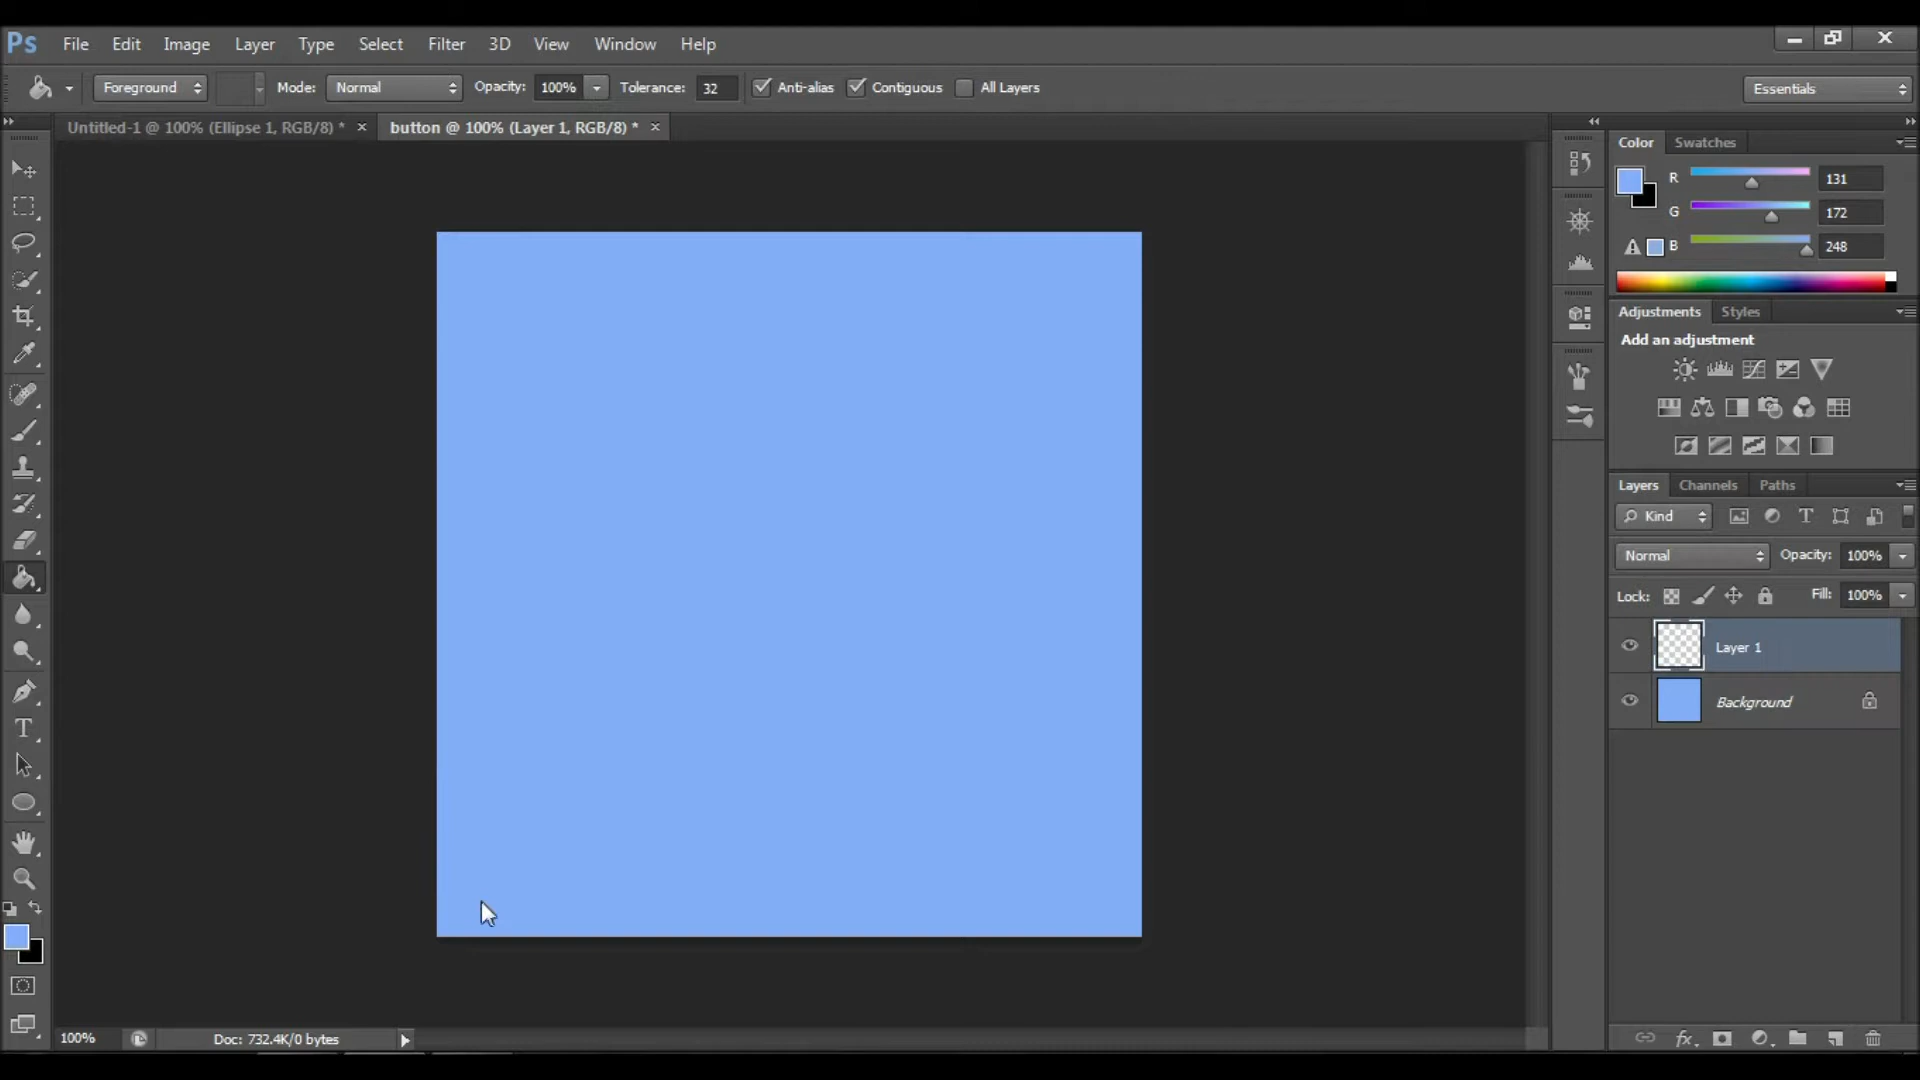 Ps File Edit Image Layer Type Select Filter 3D View Window Help
Foreground Mode: Normal Opacity: 100% Tolerance: 32 Anti-alias Contiguous All Layers Essentials
Untitled-1 @ 100% (Ellipse 1, RGB/8) * × button @ 100% (Layer 1, RGB/8) * ×
Color Swatches
R 131
G 172
B 248
Adjustments Styles
Add an adjustment
Layers Channels Paths
Kind
Normal Opacity: 100%
Lock: Fill: 100%
Layer 1
Background
100% Doc: 732.4K/0 bytes